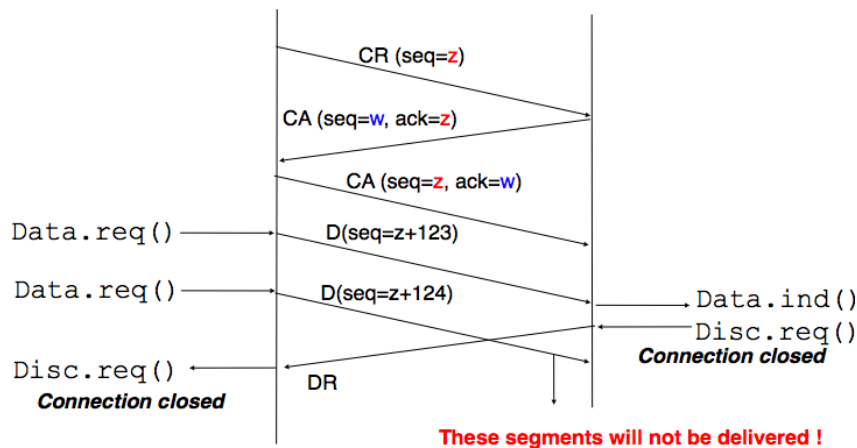 CR (seq=z)
CA (seq=w, ack=z)
CA (seq=z, ack=w)
Data.req()
D(seq=z+123)
Data.req()
D(seq=z+124)
Data.ind()
Disc.req()
Connection closed
Disc.req()
DR
Connection closed
These segments will not be delivered !